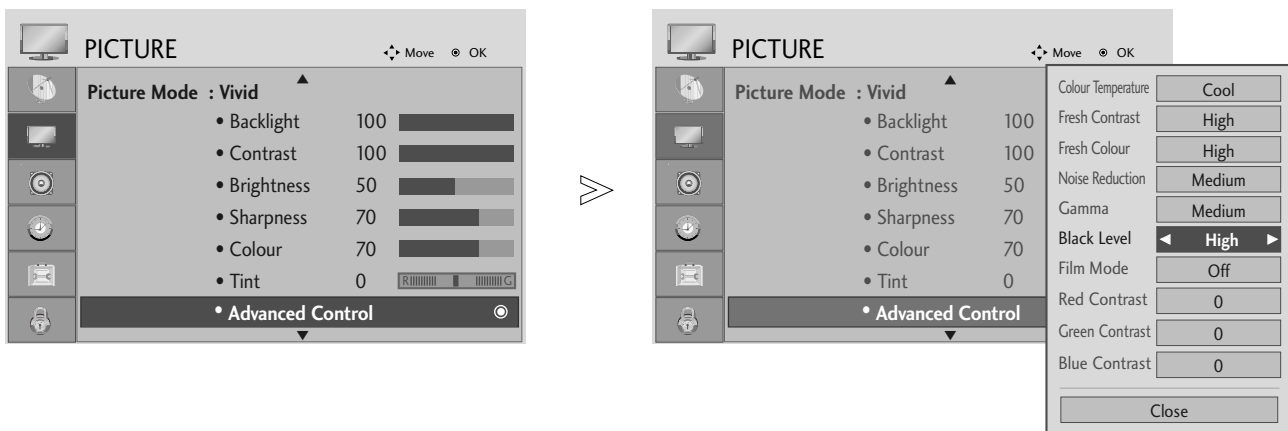 PICTURE
Move OK
Picture Mode : Vivid
• Backlight 100
• Contrast 100
• Brightness 50
• Sharpness 70
• Colour 70
• Tint 0 R G
• Advanced Control
PICTURE
Move OK
Picture Mode : Vivid
• Backlight 100
• Contrast 100
• Brightness 50
• Sharpness 70
• Colour 70
• Tint 0
• Advanced Control
Colour Temperature Cool
Fresh Contrast High
Fresh Colour High
Noise Reduction Medium
Gamma Medium
Black Level ◄ High ►
Film Mode Off
Red Contrast 0
Green Contrast 0
Blue Contrast 0
Close